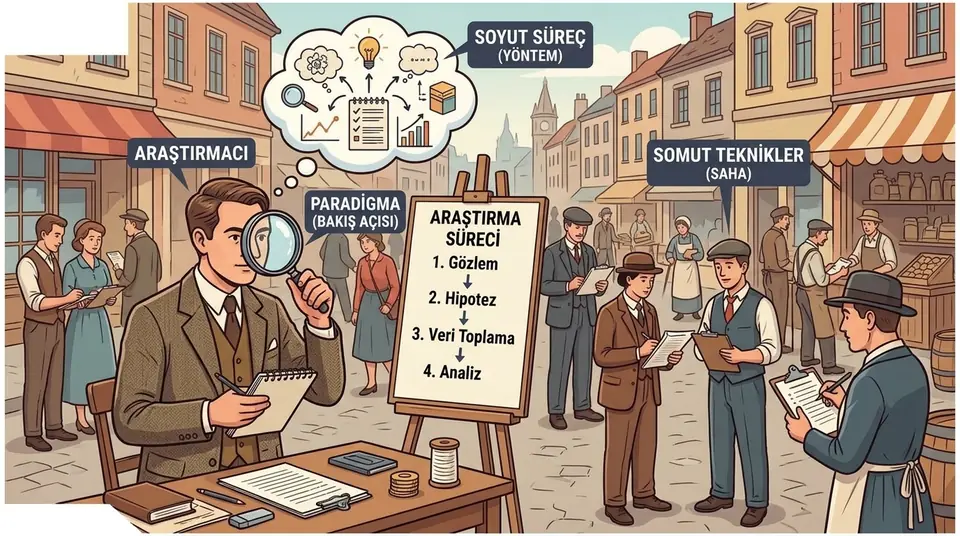 SOYUT SÜREÇ
(YÖNTEM)
ARAŞTIRMACI
SOMUT TEKNİKLER
(SAHA)
PARADİGMA
(BAKIŞ AÇISI)
ARAŞTIRMA
SÜRECİ
1. Gözlem
2. Hipotez
3. Veri Toplama
4. Analiz